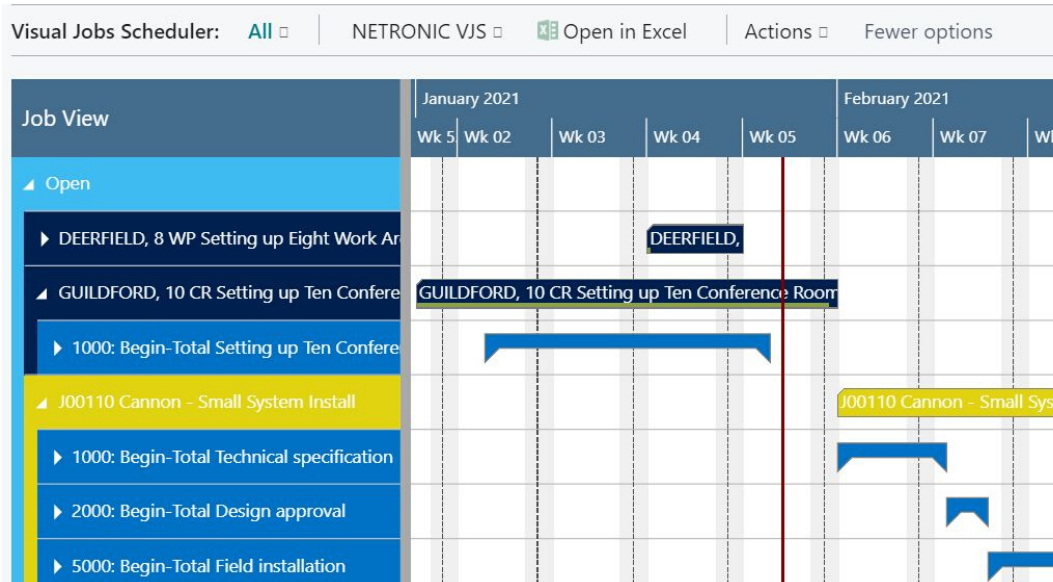 Visual Jobs Scheduler: All NETRONIC VJS Open in Excel Actions Fewer options
Job View
January 2021 February 2021
Wk 5 Wk 02 Wk 03 Wk 04 Wk 05 Wk 06 Wk 07
Open
DEERFIELD, 8 WP Setting up Eight Work DEERFIELD,
GUILDFORD, 10 CR Setting up Ten Confere GUILDFORD, 10 CR Setting up Ten Conference Room
1000: Begin-Total Setting up Ten Confere
J00110 Cannon - Small System Install J00110 Cannon - Small Sys
1000: Begin-Total Technical specification
2000: Begin-Total Design approval
5000: Begin-Total Field installation